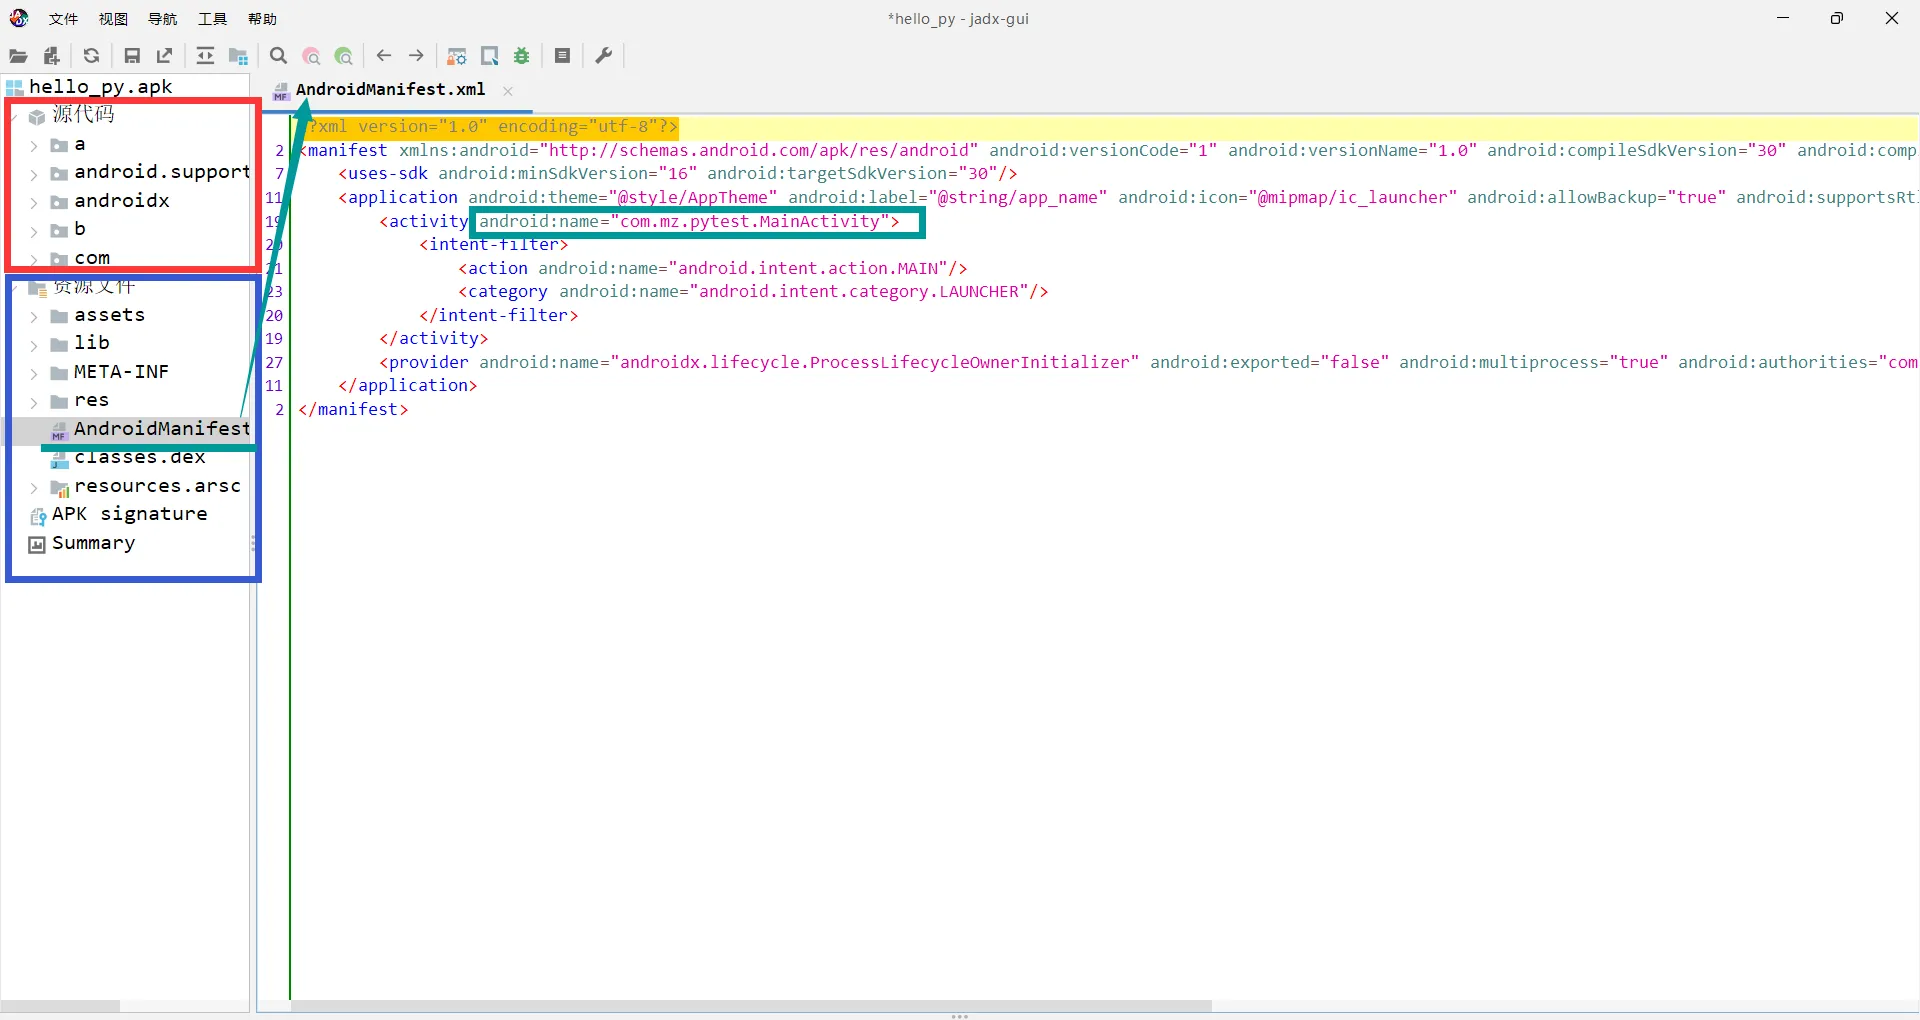 文件 视图 导航 工具 帮助
*hello_py - jadx-gui
hello_py.apk
源代码
a
android.support
androidx
b
com
资源文件
assets
lib
META-INF
res
AndroidManifest
classes.dex
resources.arsc
APK signature
Summary
AndroidManifest.xml
?xml version="1.0" encoding="utf-8"?>
2 <manifest xmlns:android="http://schemas.android.com/apk/res/android" android:versionCode="1" android:versionName="1.0" android:compileSdkVersion="30" android:comp
7 <uses-sdk android:minSdkVersion="16" android:targetSdkVersion="30"/>
11 <application android:theme="@style/AppTheme" android:label="@string/app_name" android:icon="@mipmap/ic_launcher" android:allowBackup="true" android:supportsRtl
19 <activity android:name="com.mz.pytest.MainActivity">
20 <intent-filter>
21 <action android:name="android.intent.action.MAIN"/>
23 <category android:name="android.intent.category.LAUNCHER"/>
20 </intent-filter>
19 </activity>
27 <provider android:name="androidx.lifecycle.ProcessLifecycleOwnerInitializer" android:exported="false" android:multiprocess="true" android:authorities="com
11 </application>
2 </manifest>